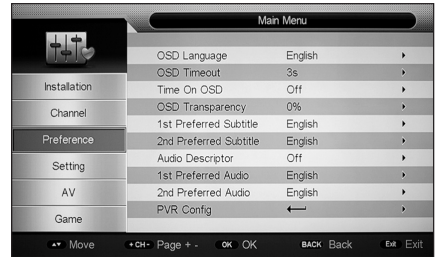 Main Menu
OSD Language English
OSD Timeout 3s
Time On OSD Off
OSD Transparency 0%
1st Preferred Subtitle English
2nd Preferred Subtitle English
Audio Descriptor Off
1st Preferred Audio English
2nd Preferred Audio English
PVR Config
Installation
Channel
Preference
Setting
AV
Game
Move
+CH- Page + -
OK OK
BACK Back
Exit Exit